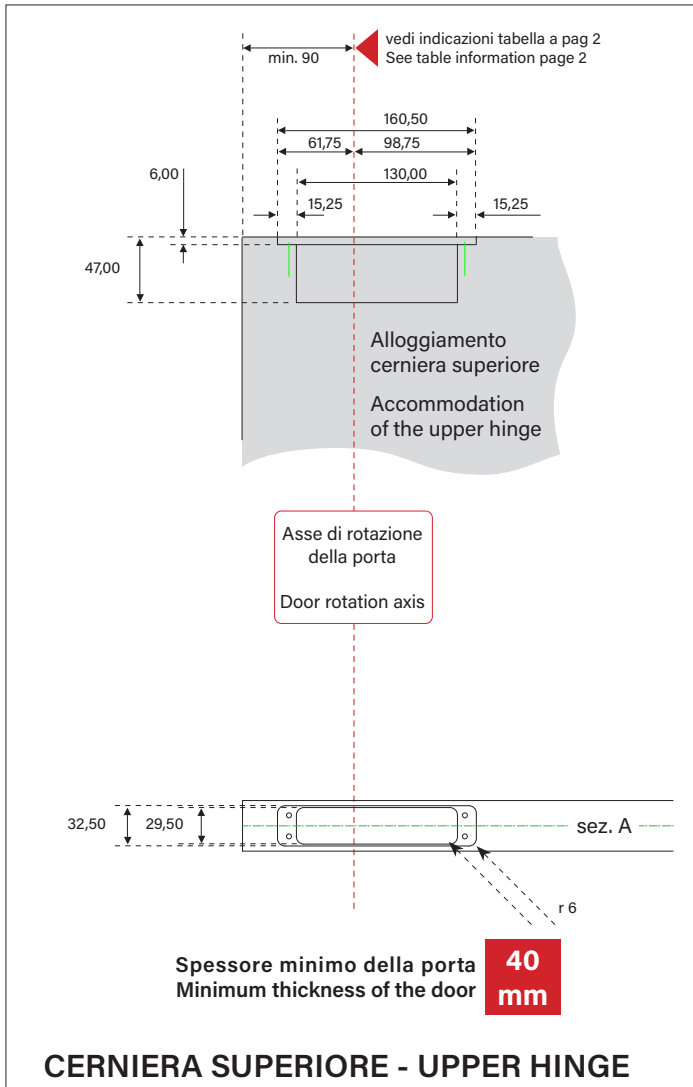 vedi indicazioni tabella a pag 2
min. 90
See table information page 2
160,50
61,75
98,75
6,00
130,00
15,25
15,25
47,00
Alloggiamento
cerniera superiore
Accommodation
of the upper hinge
Asse di rotazione
della porta
Door rotation axis
32,50
29,50
sez. A
r 6
Spessore minimo della porta
Minimum thickness of the door
40
mm
CERNIERA SUPERIORE - UPPER HINGE